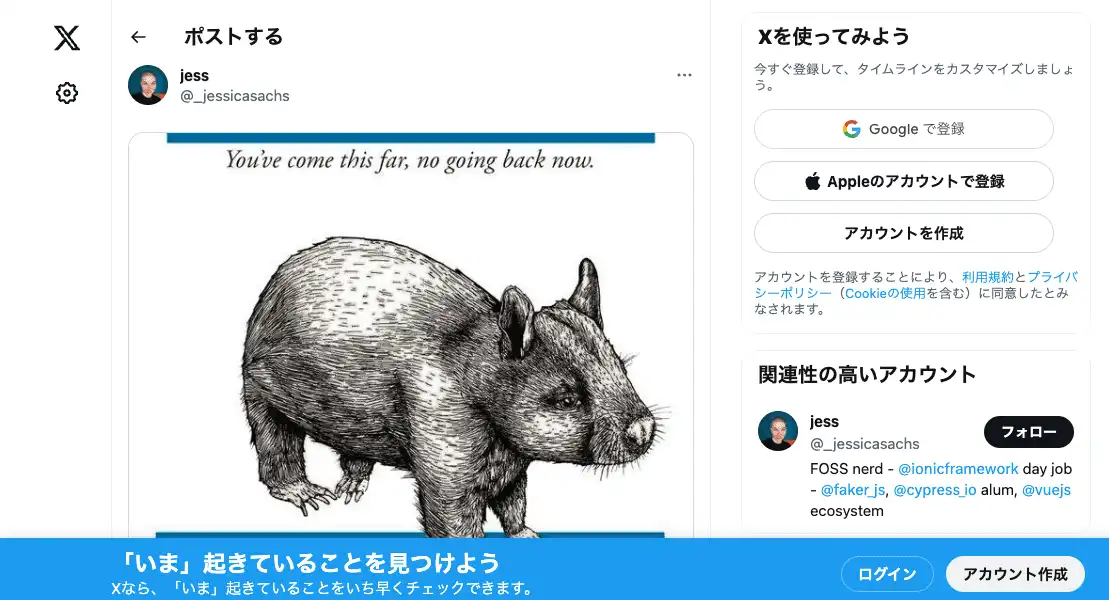 ポストする
jess
@_jessicasachs
You've come this far, no going back now.
Xを使ってみよう
今すぐ登録して、タイムラインをカスタマイズしましょ
う。
Google で登録
Appleのアカウントで登録
アカウントを作成
アカウントを登録することにより、利用規約とプライバ
シーポリシー（Cookieの使用を含む）に同意したとみ
なされます。
関連性の高いアカウント
jess
@_jessicasachs
フォロー
FOSS nerd - @ionicframework day job
- @faker_js, @cypress_io alum, @vuejs
ecosystem
「いま」起きていることを見つけよう
Xなら、「いま」起きていることをいち早くチェックできます。
ログイン
アカウント作成